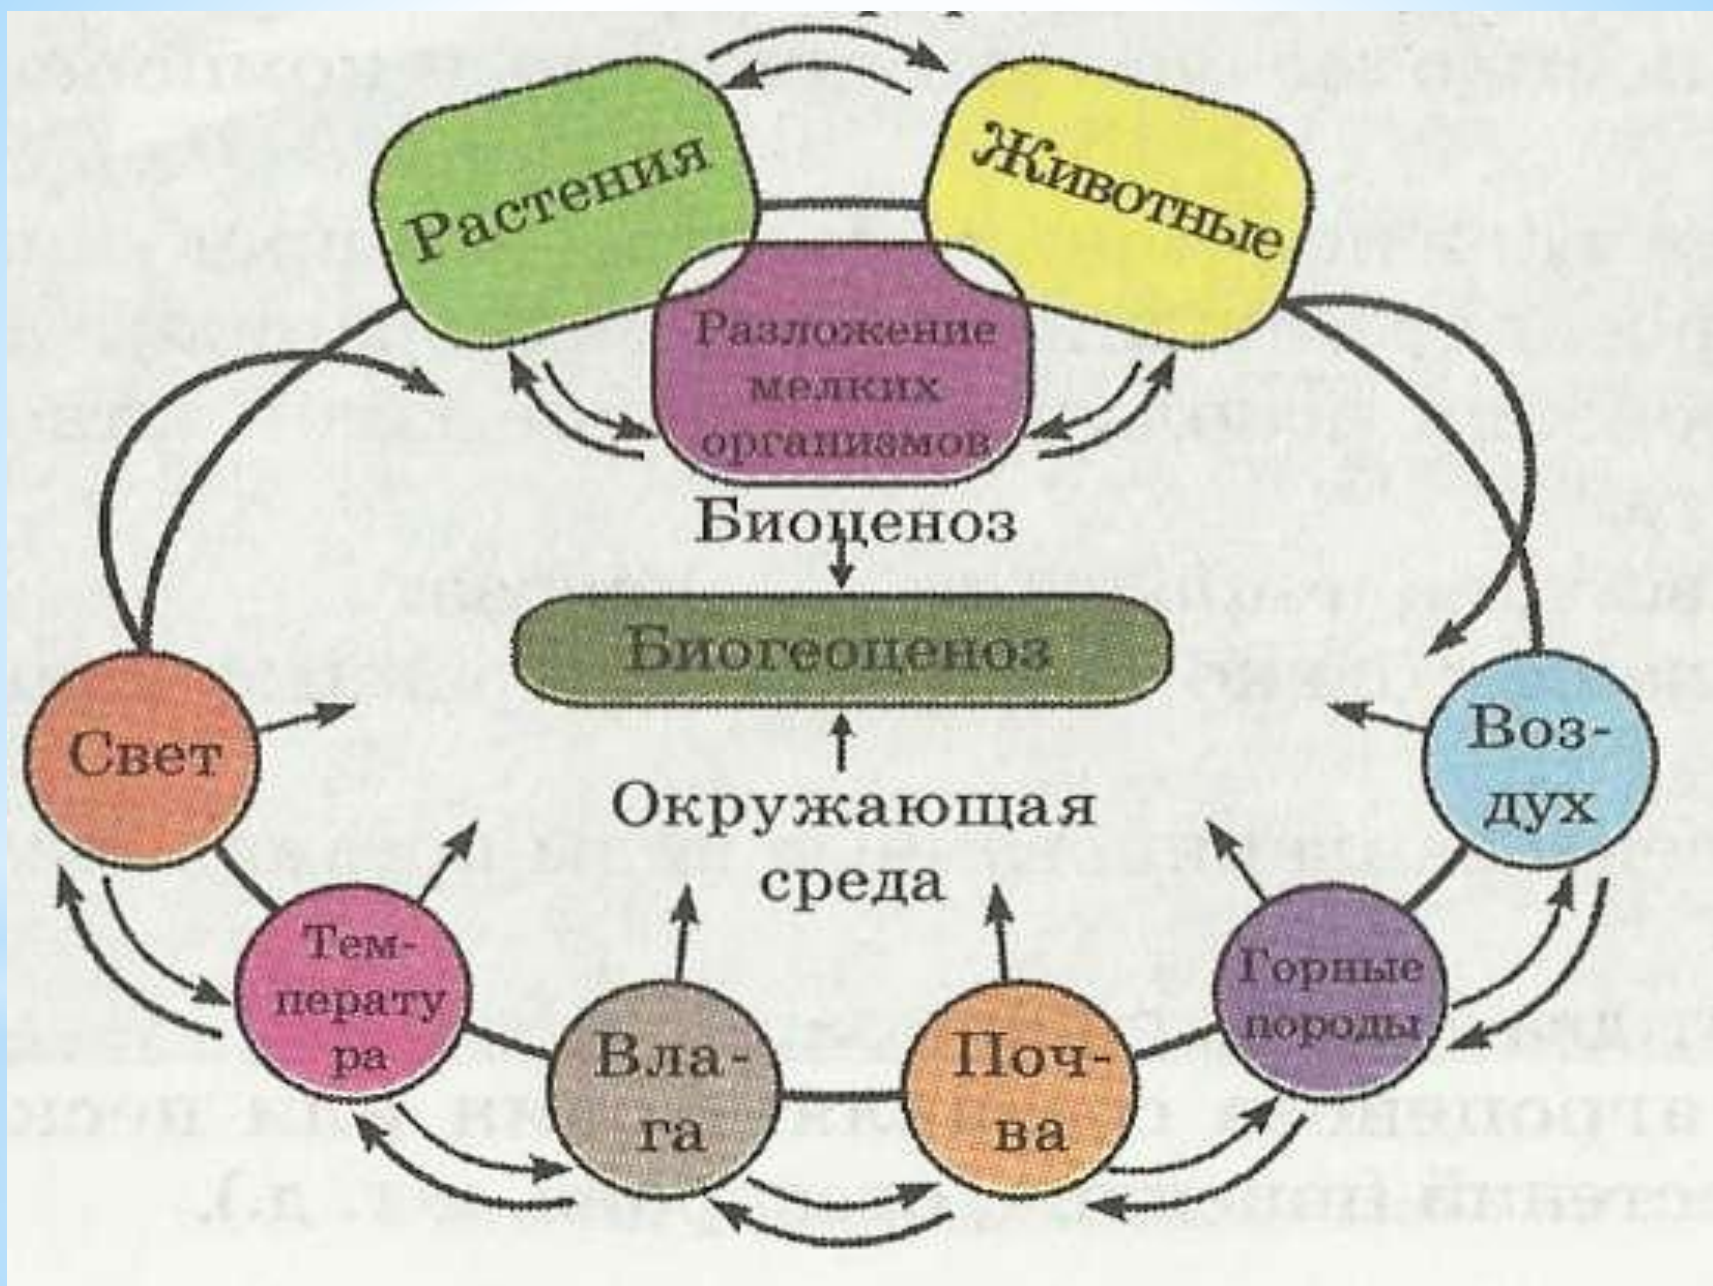 Растения
Животные
Разложение
мелких
организмов
Биоценоз
Биогеоценоз
Свет
Воз-
дух
Окружающая
среда
Тем-
перату
ра
Вла-
га
Поч-
ва
Горные
породы